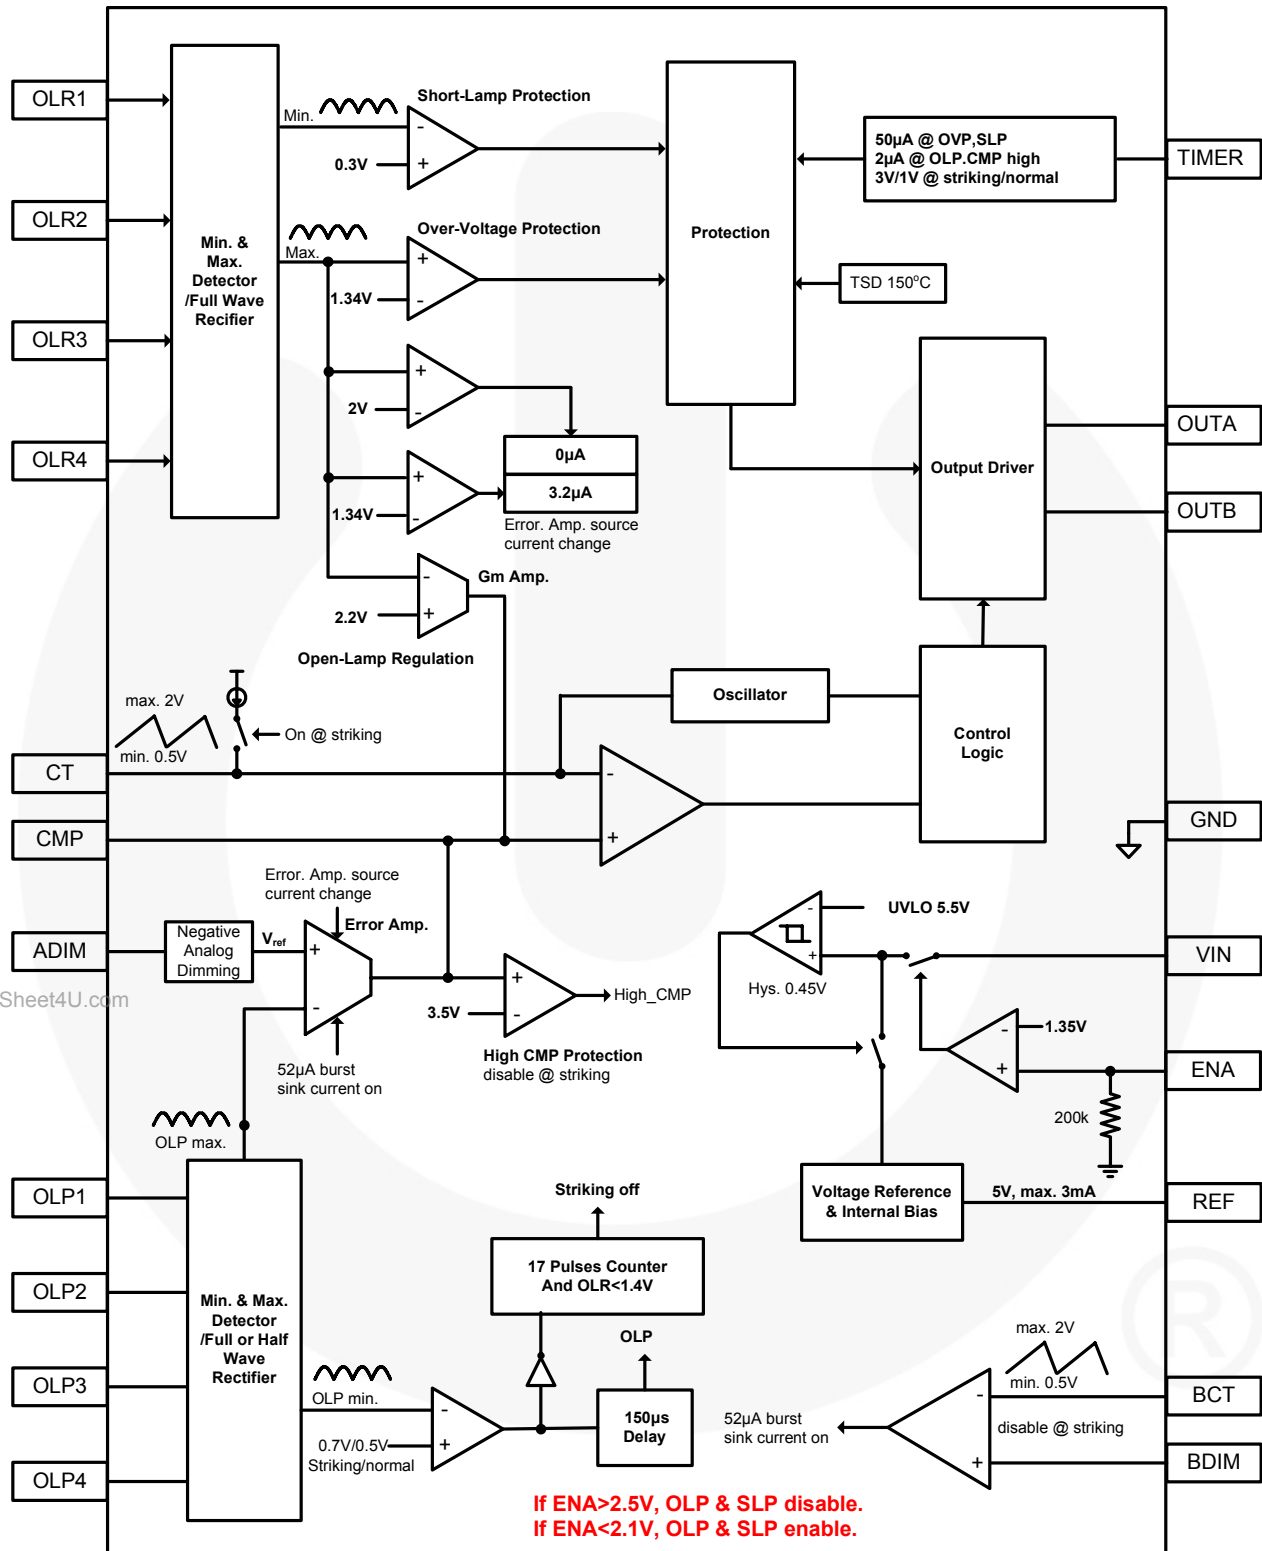 OLR1
OLR2
OLR3
OLR4
Min. &
Max.
Detector
/Full Wave
Recifier
Min.
Short-Lamp Protection
-
+
0.3V
Max.
Over-Voltage Protection
+
-
1.34V
+
-
2V
+
-
1.34V
0µA
3.2µA
Error. Amp. source
current change
-
+
Gm Amp.
2.2V
Open-Lamp Regulation
Protection
50µA @ OVP,SLP
2µA @ OLP.CMP high
3V/1V @ striking/normal
TIMER
TSD 150°C
Output Driver
OUTA
OUTB
max. 2V
min. 0.5V
On @ striking
Oscillator
Control
Logic
CT
CMP
-
+
GND
Error. Amp. source
current change
Error Amp.
ADIM
Negative
Analog
Dimming
Vref
+
-
Sheet4U.com
52µA burst
sink current on
+
-
3.5V
High_CMP
High CMP Protection
disable @ striking
-
+
UVLO 5.5V
Hys. 0.45V
VIN
-
+
1.35V
ENA
200k
Voltage Reference
& Internal Bias
5V, max. 3mA
REF
OLP max.
OLP1
OLP2
OLP3
OLP4
Min. & Max.
Detector
/Full or Half
Wave
Rectifier
OLP min.
-
+
0.7V/0.5V
Striking/normal
Striking off
17 Pulses Counter
And OLR<1.4V
OLP
150µs
Delay
52µA burst
sink current on
max. 2V
min. 0.5V
-
+
disable @ striking
BCT
BDIM
®
If ENA>2.5V, OLP & SLP disable.
If ENA<2.1V, OLP & SLP enable.